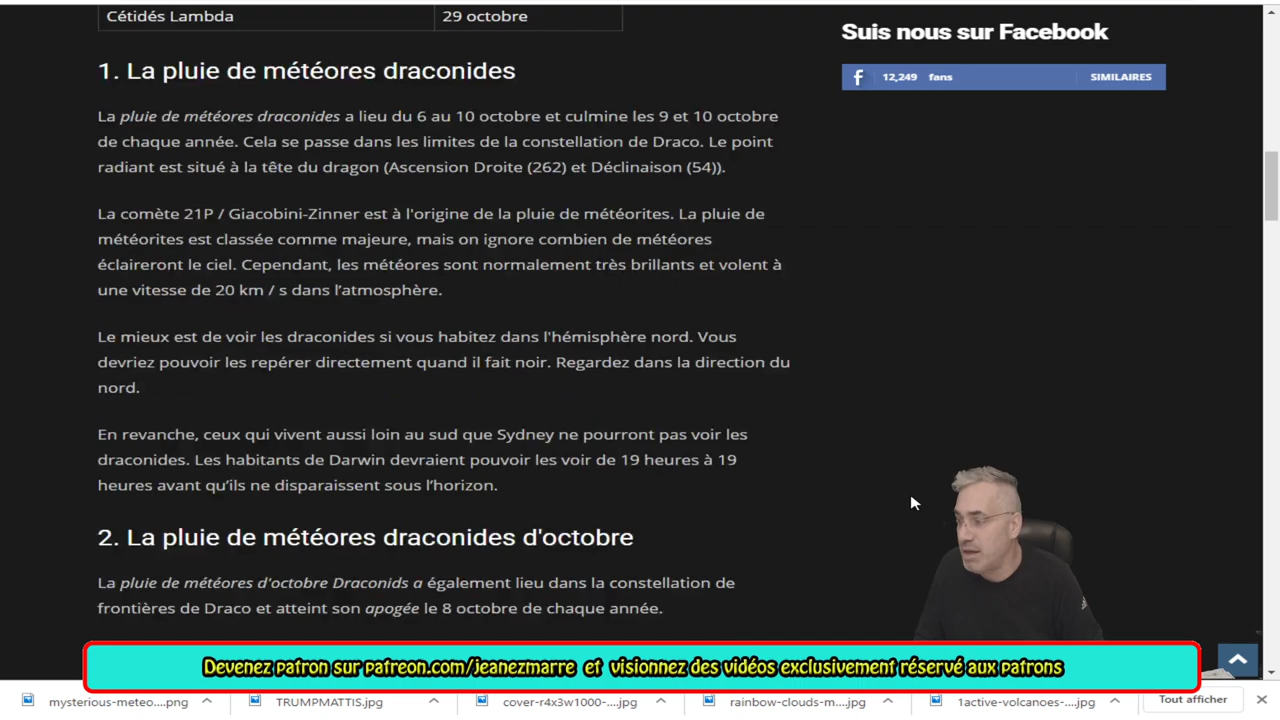 Cétidés Lambda 29 octobre
Suis nous sur Facebook
12,249 fans SIMILAIRES
1. La pluie de météores draconides
La pluie de météores draconides a lieu du 6 au 10 octobre et culmine les 9 et 10 octobre
de chaque année. Cela se passe dans les limites de la constellation de Draco. Le point
radiant est situé à la tête du dragon (Ascension Droite (262) et Déclinaison (54)).
La comète 21P / Giacobini-Zinner est à l'origine de la pluie de météorites. La pluie de
météorites est classée comme majeure, mais on ignore combien de météores
éclaireront le ciel. Cependant, les météores sont normalement très brillants et volent à
une vitesse de 20 km / s dans l’atmosphère.
Le mieux est de voir les draconides si vous habitez dans l'hémisphère nord. Vous
devriez pouvoir les repérer directement quand il fait noir. Regardez dans la direction du
nord.
En revanche, ceux qui vivent aussi loin au sud que Sydney ne pourront pas voir les
draconides. Les habitants de Darwin devraient pouvoir les voir de 19 heures à 19
heures avant qu’ils ne disparaissent sous l’horizon.
2. La pluie de météores draconides d'octobre
La pluie de météores d'octobre Draconids a également lieu dans la constellation de
frontières de Draco et atteint son apogée le 8 octobre de chaque année.
Devenez patron sur patreon.com/jeanezmarre et visionnez des vidéos exclusivement réservé aux patrons
mysterious-meteo....png TRUMPMATTIS.jpg cover-r4x3w1000-....jpg rainbow-clouds-m....jpg 1active-volcanoes-....jpg Tout afficher